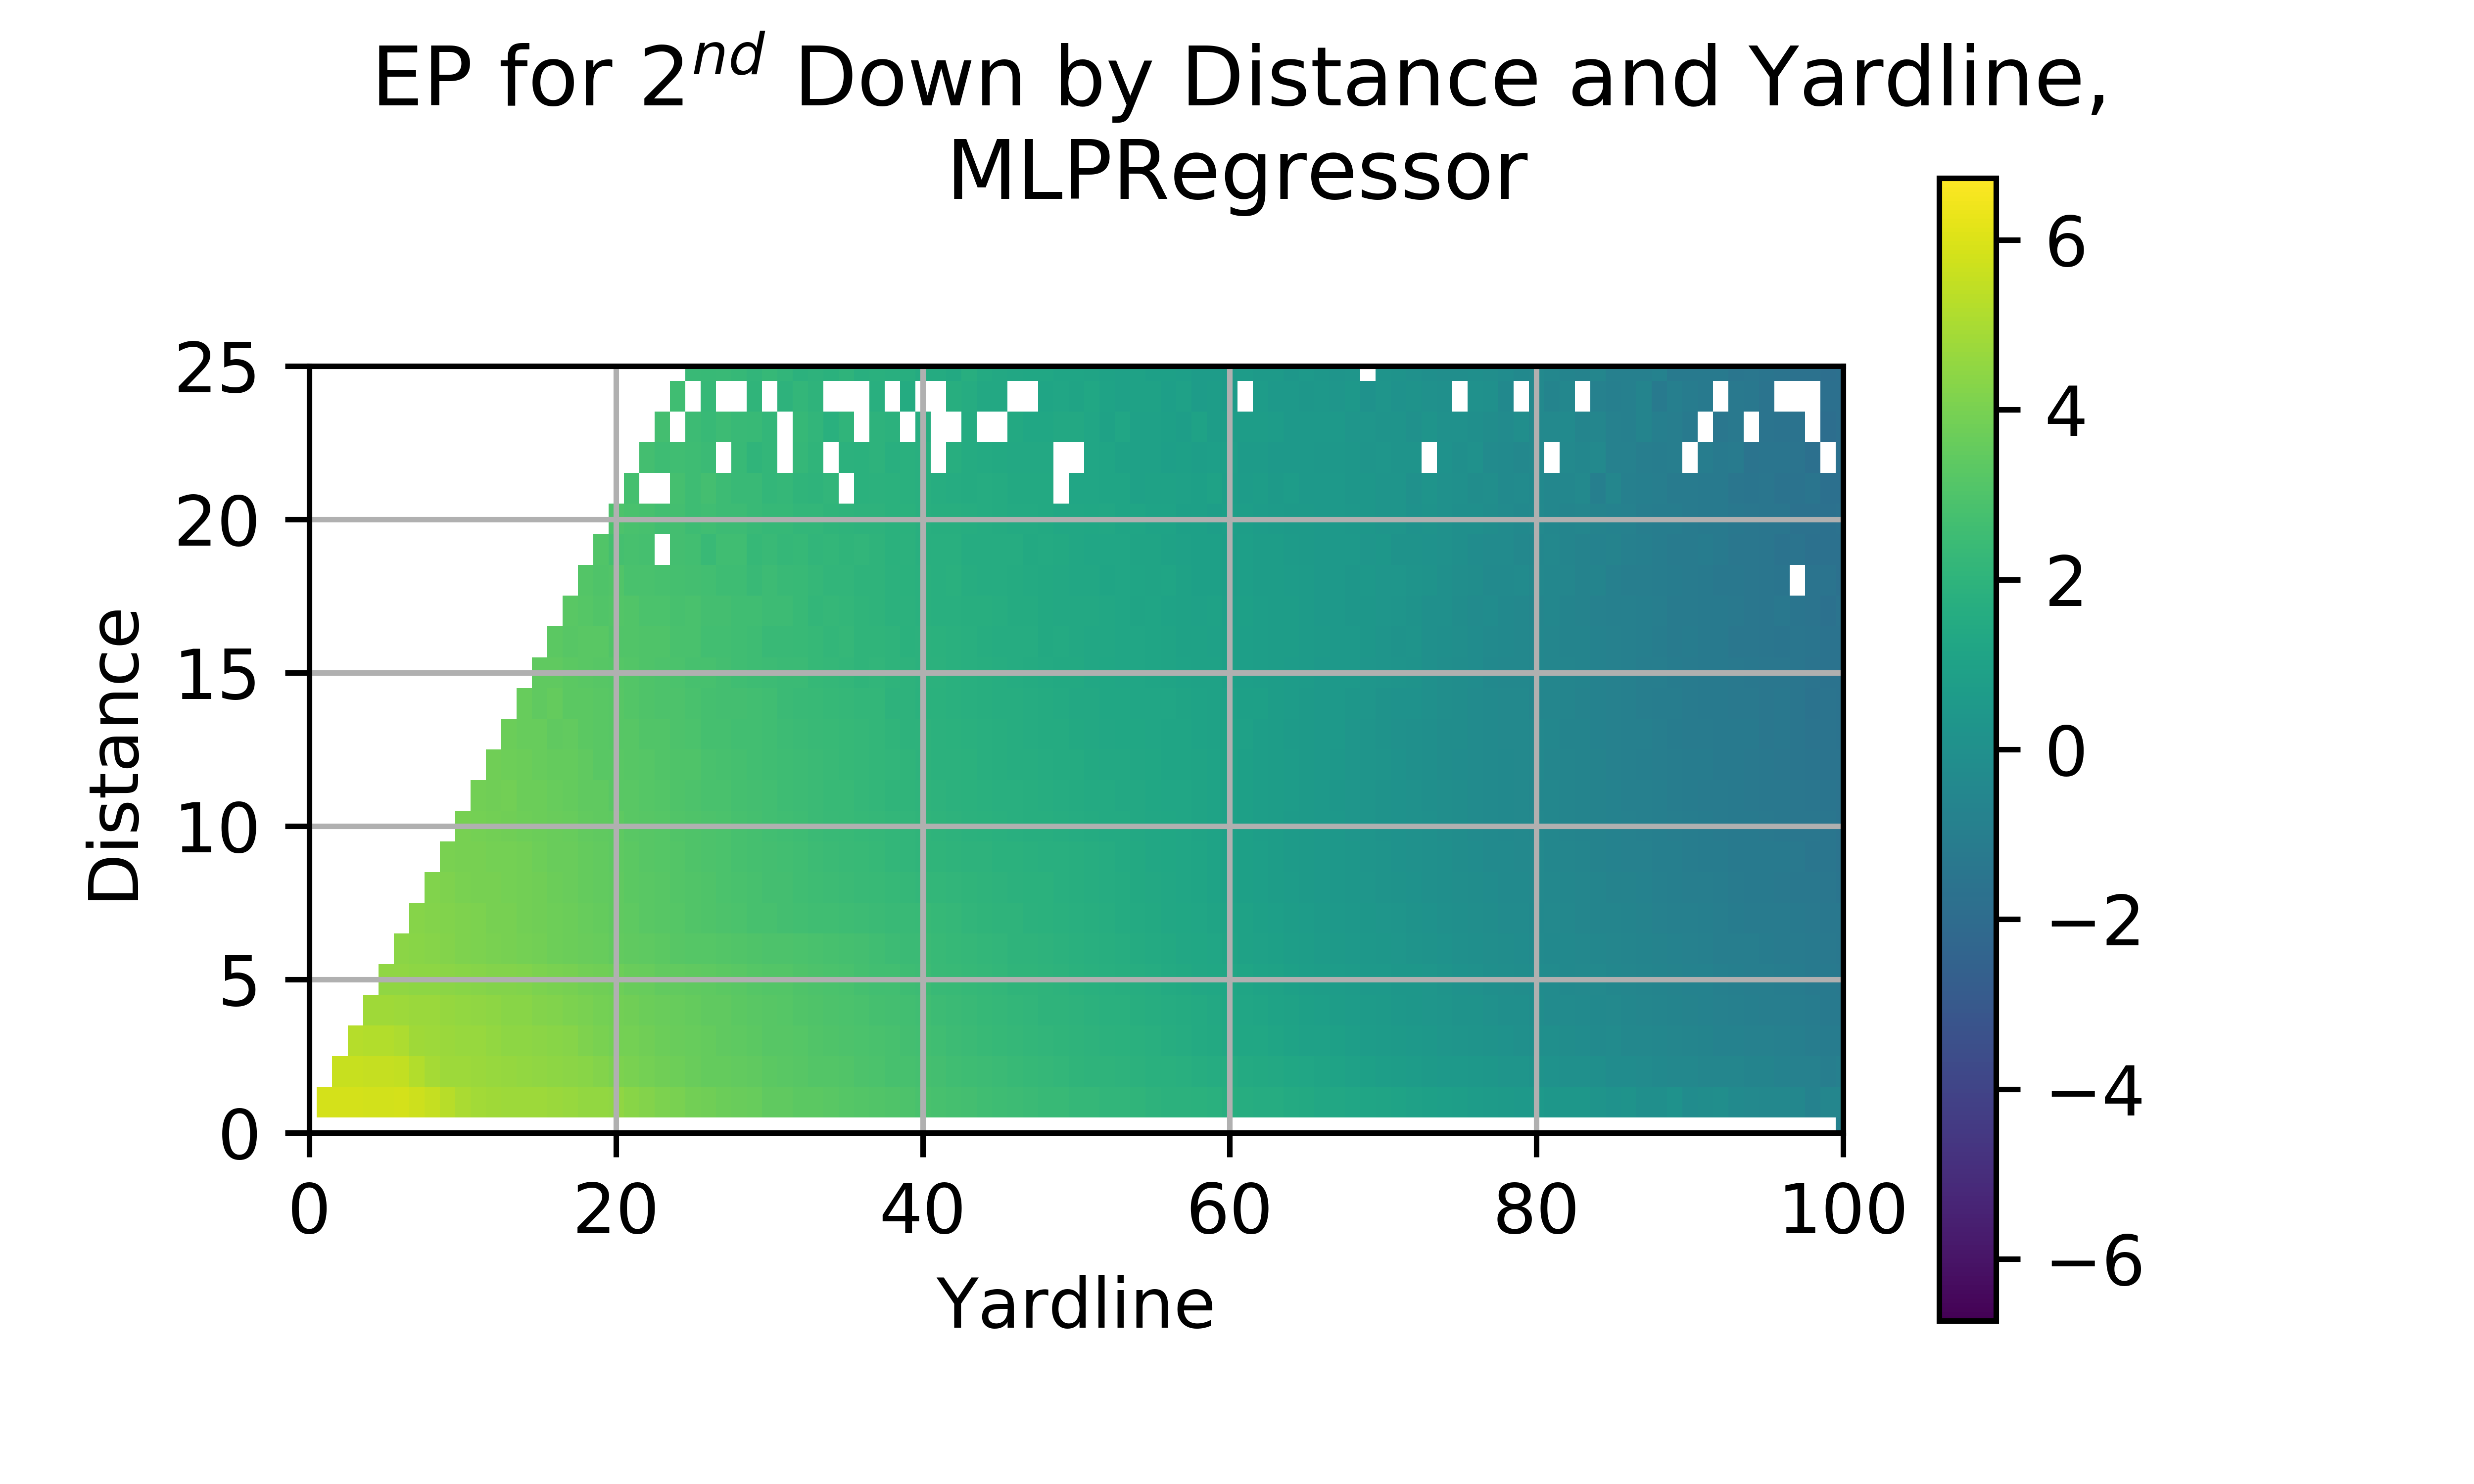 EP for 2nd Down by Distance and Yardline,
MLPRegressor
25
20
15
10
5
0
Distance
0 20 40 60 80 100
Yardline
6
4
2
0
−2
−4
−6